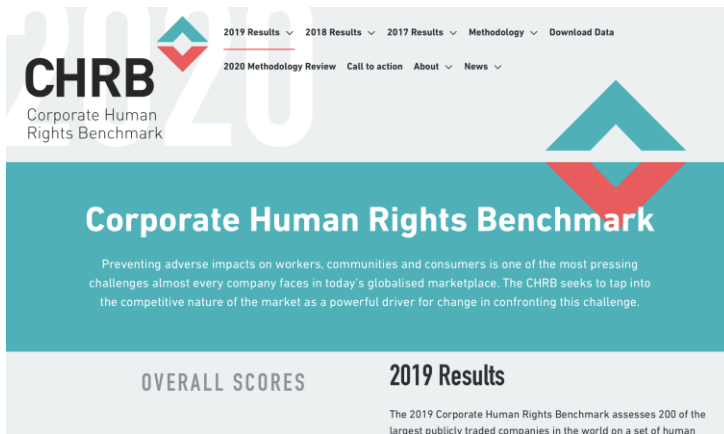 2020
2019 Results 2018 Results 2017 Results Methodology Download Data
2020 Methodology Review Call to action About News
CHRB
Corporate Human
Rights Benchmark
Corporate Human Rights Benchmark
Preventing adverse impacts on workers, communities and consumers is one of the most pressing
challenges almost every company faces in today's globalised marketplace. The CHRB seeks to tap into
the competitive nature of the market as a powerful driver for change in confronting this challenge.
OVERALL SCORES
2019 Results
The 2019 Corporate Human Rights Benchmark assesses 200 of the
largest publicly traded companies in the world on a set of human